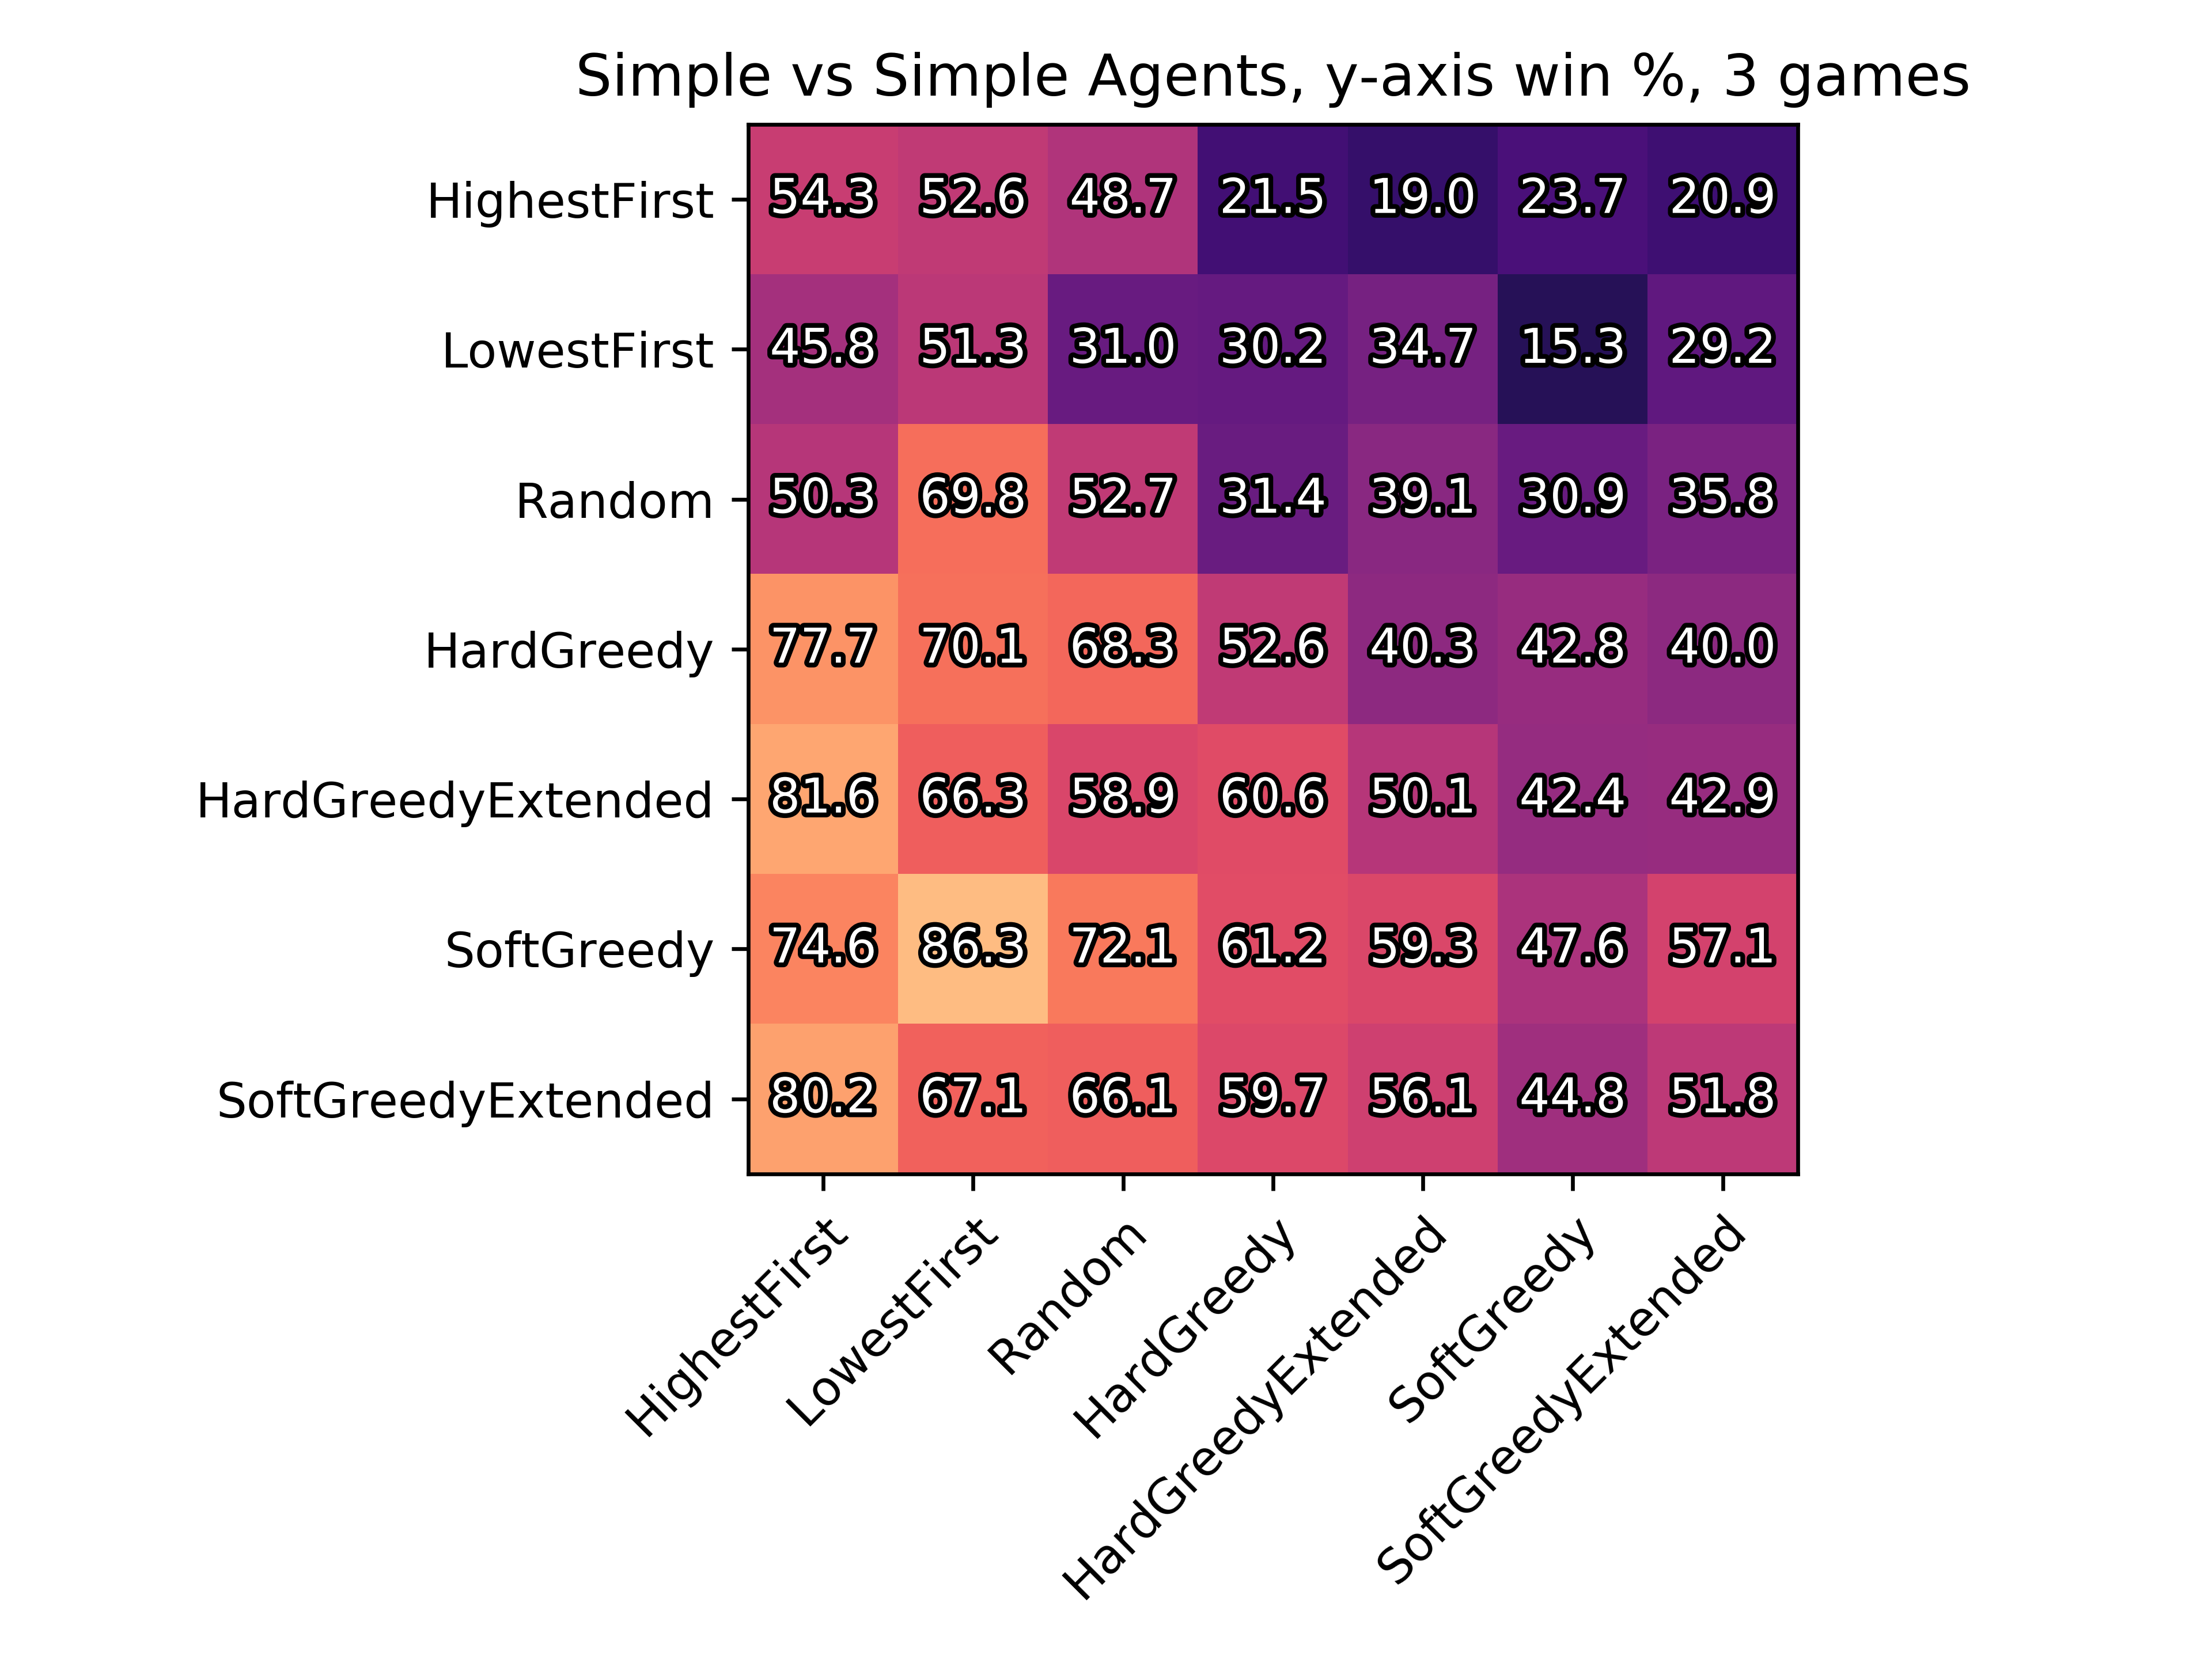 Simple vs Simple Agents, y-axis win %, 3 games
HighestFirst 54.3 52.6 48.7 21.5 19.0 23.7 20.9
LowestFirst 45.8 51.3 31.0 30.2 34.7 15.3 29.2
Random 50.3 69.8 52.7 31.4 39.1 30.9 35.8
HardGreedy 77.7 70.1 68.3 52.6 40.3 42.8 40.0
HardGreedyExtended 81.6 66.3 58.9 60.6 50.1 42.4 42.9
SoftGreedy 74.6 86.3 72.1 61.2 59.3 47.6 57.1
SoftGreedyExtended 80.2 67.1 66.1 59.7 56.1 44.8 51.8
HighestFirst
LowestFirst
Random
HardGreedy
HardGreedyExtended
SoftGreedy
SoftGreedyExtended